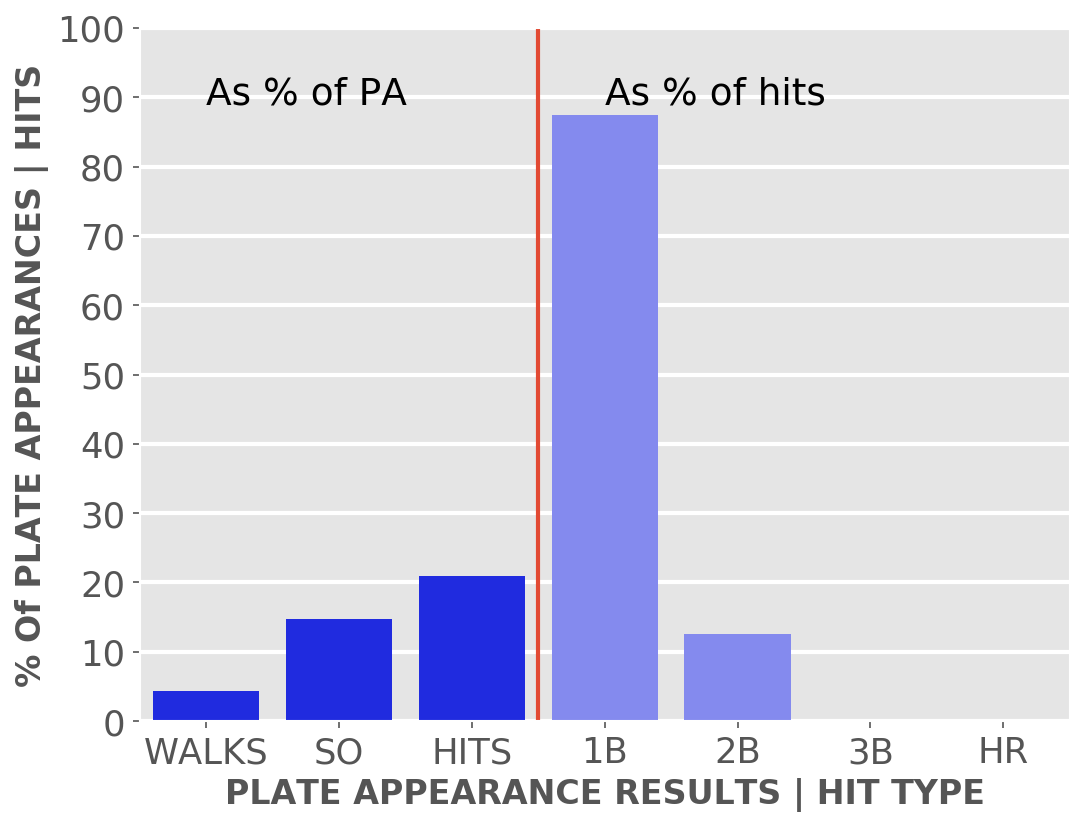 % Of PLATE APPEARANCES | HITS
100
90
80
70
60
50
40
30
20
10
0
As % of PA
As % of hits
WALKS SO HITS 1B 2B 3B HR
PLATE APPEARANCE RESULTS | HIT TYPE